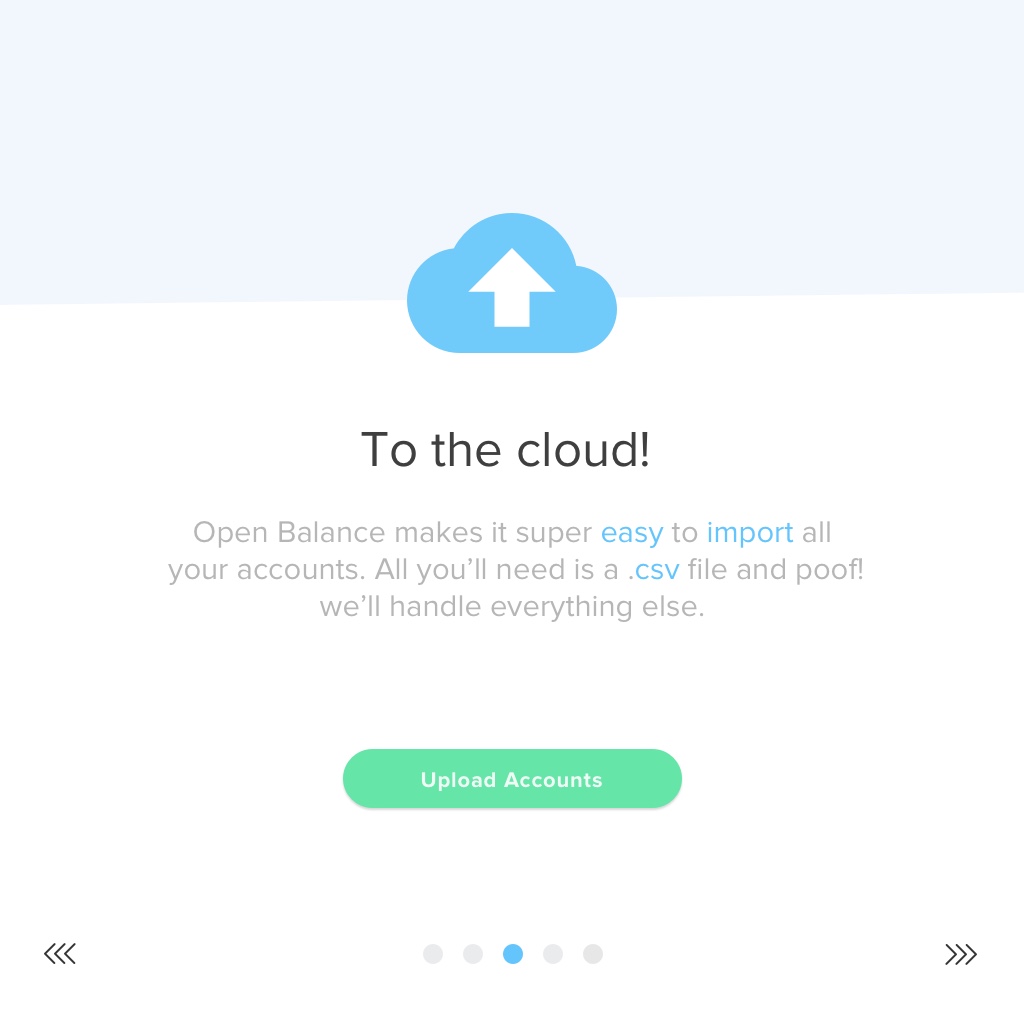 To the cloud!
Open Balance makes it super easy to import all
your accounts. All you’ll need is a .csv file and poof!
we’ll handle everything else.
Upload Accounts